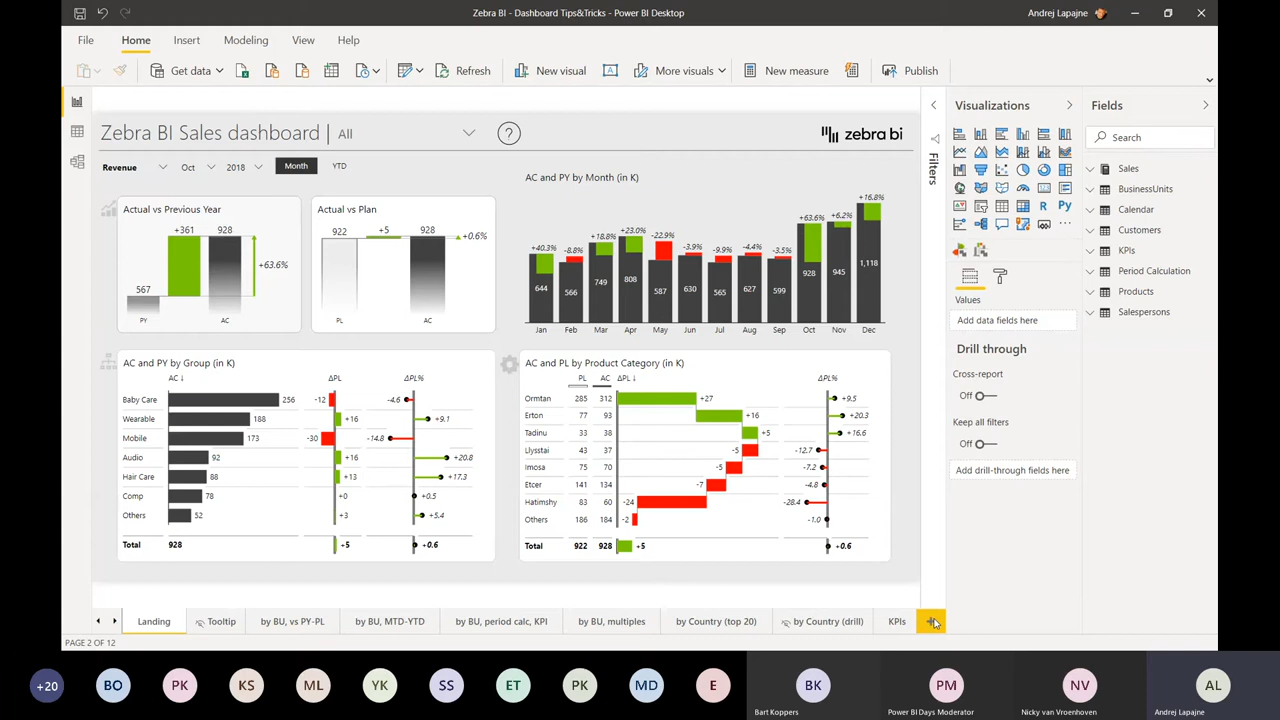 Zebra BI - Dashboard Tips&Tricks - Power BI Desktop
Andrej Lapajne
File Home Insert Modeling View Help
Get data Refresh New visual More visuals New measure Publish
Zebra BI Sales dashboard | All ?
zebra bi
Revenue Oct 2018 Month YTD
Actual vs Previous Year
+361 928
567
+63.6%
PY AC
Actual vs Plan
922 +5 928
+0.6%
PL AC
AC and PY by Month (in K)
+40.3% -8.8% +18.8% +23.0% -22.9% -3.9% -9.9% -4.4% -3.5% +63.6% +6.2% +16.8%
644 566 749 808 587 630 565 627 599 928 945 1,118
Jan Feb Mar Apr May Jun Jul Aug Sep Oct Nov Dec
AC and PY by Group (in K)
AC ↓ ΔPL ΔPL%
Baby Care 256 -12 -4.6
Wearable 188 +16 +9.1
Mobile 173 -30 -14.8
Audio 92 +16 +20.8
Hair Care 88 +13 +17.3
Comp 78 +0 +0.5
Others 52 +3 +5.4
Total 928 +5 +0.6
AC and PL by Product Category (in K)
PL AC ΔPL ↓ ΔPL%
Ormtan 285 312 +27 +9.5
Erton 77 93 +16 +20.3
Tadinu 33 38 +5 +16.6
Llysstai 43 37 -5 -12.7
Imosa 75 70 -5 -7.2
Etcer 141 134 -7 -4.8
Hatimshy 83 60 -24 -28.4
Others 186 184 -2 -1.0
Total 922 928 +5 +0.6
Filters
Visualizations
R Py
Values
Add data fields here
Drill through
Cross-report
Off
Keep all filters
Off
Add drill-through fields here
Fields
Search
Sales
BusinessUnits
Calendar
Customers
KPIs
Period Calculation
Products
Salespersons
Landing Tooltip by BU, vs PY-PL by BU, MTD-YTD by BU, period calc, KPI by BU, multiples by Country (top 20) by Country (drill) KPIs
PAGE 2 OF 12
+20 BO PK KS ML YK SS ET PK MD E BK PM NV AL
Bart Koppers Power BI Days Moderator Nicky van Vroenhoven Andrej Lapajne